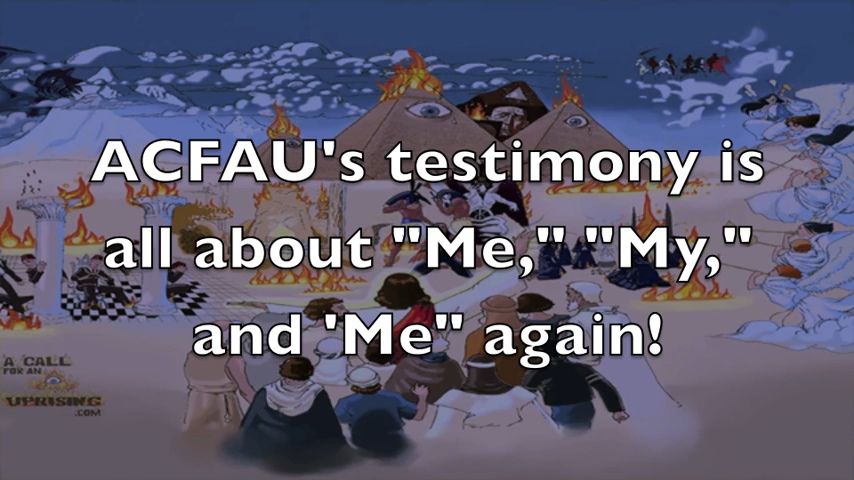 ACFAU's testimony is
all about "Me," "My,"
and 'Me" again!
A CALL
FOR AN
UPRISING
.COM